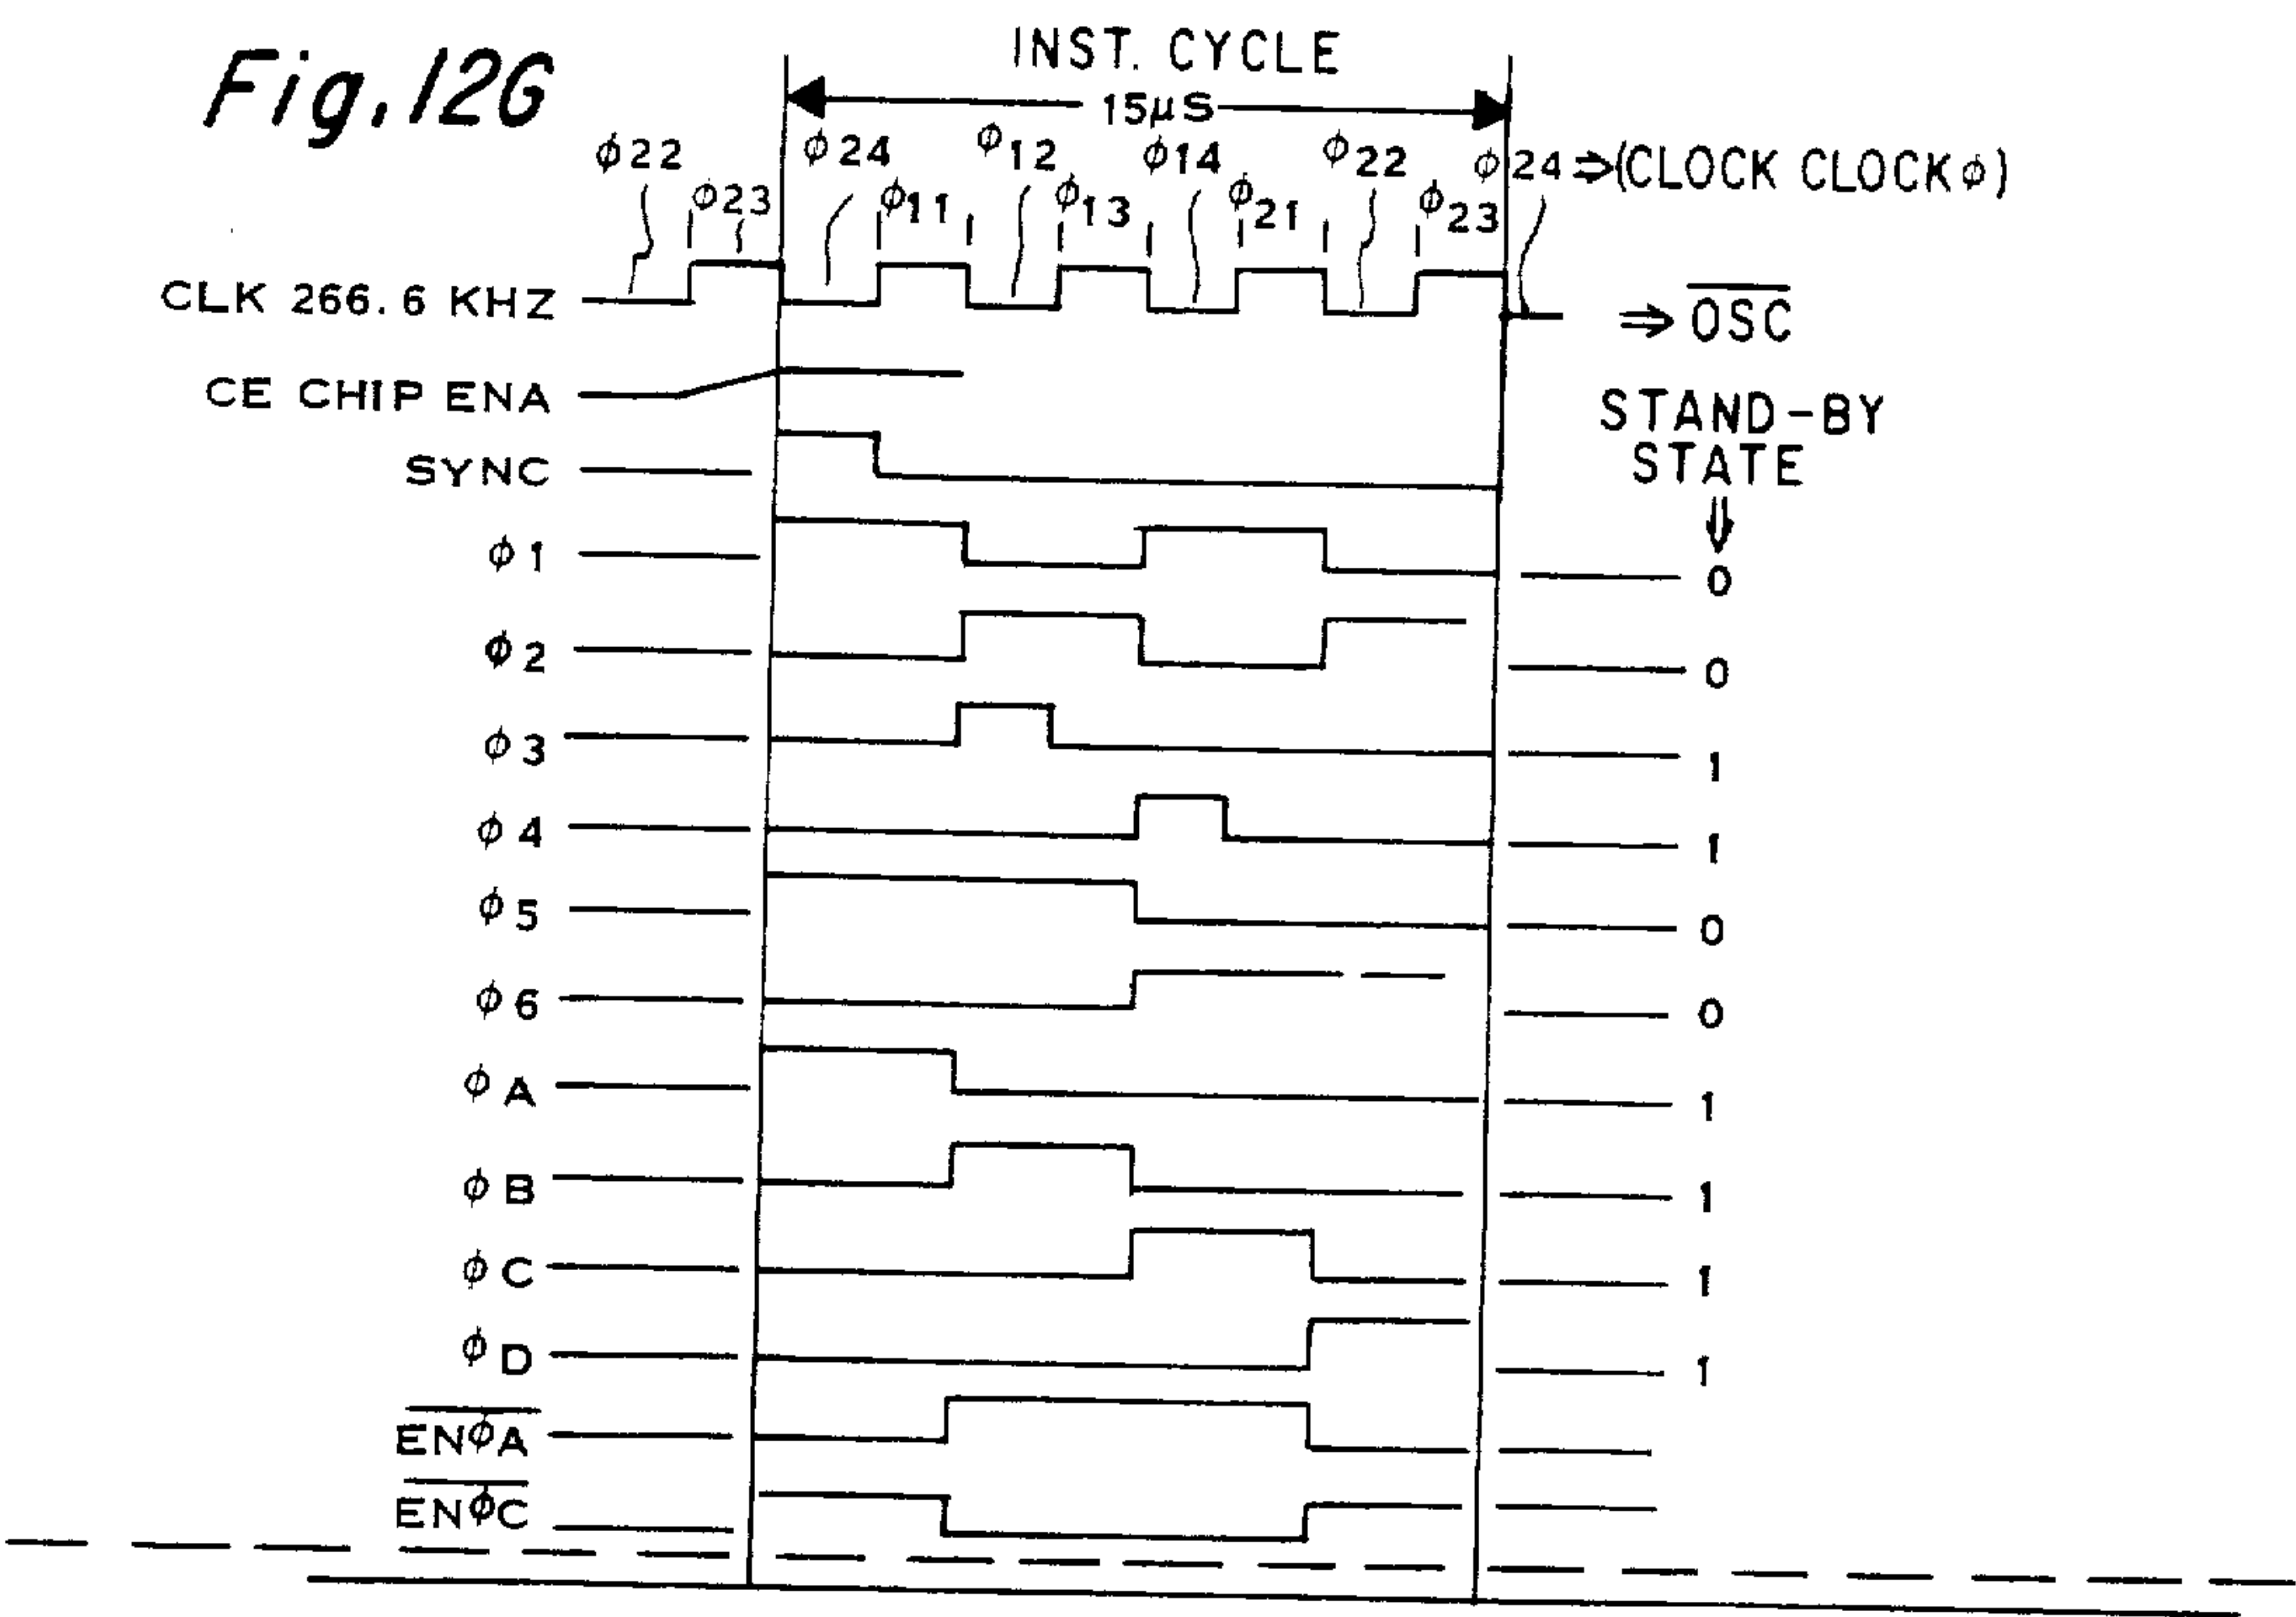 Fig.12G
INST. CYCLE
15μS
ϕ22 ϕ23 ϕ24 ϕ11 ϕ12 ϕ13 ϕ14 ϕ21 ϕ22 ϕ23 ϕ24 ⇒(CLOCK CLOCKϕ)
CLK 266.6 KHZ ⇒ OSC
CE CHIP ENA
STAND-BY
STATE
SYNC
ϕ1 0
ϕ2 0
ϕ3 1
ϕ4 1
ϕ5 0
ϕ6 0
ϕA 1
ϕB 1
ϕC 1
ϕD 1
ENϕA
ENϕC